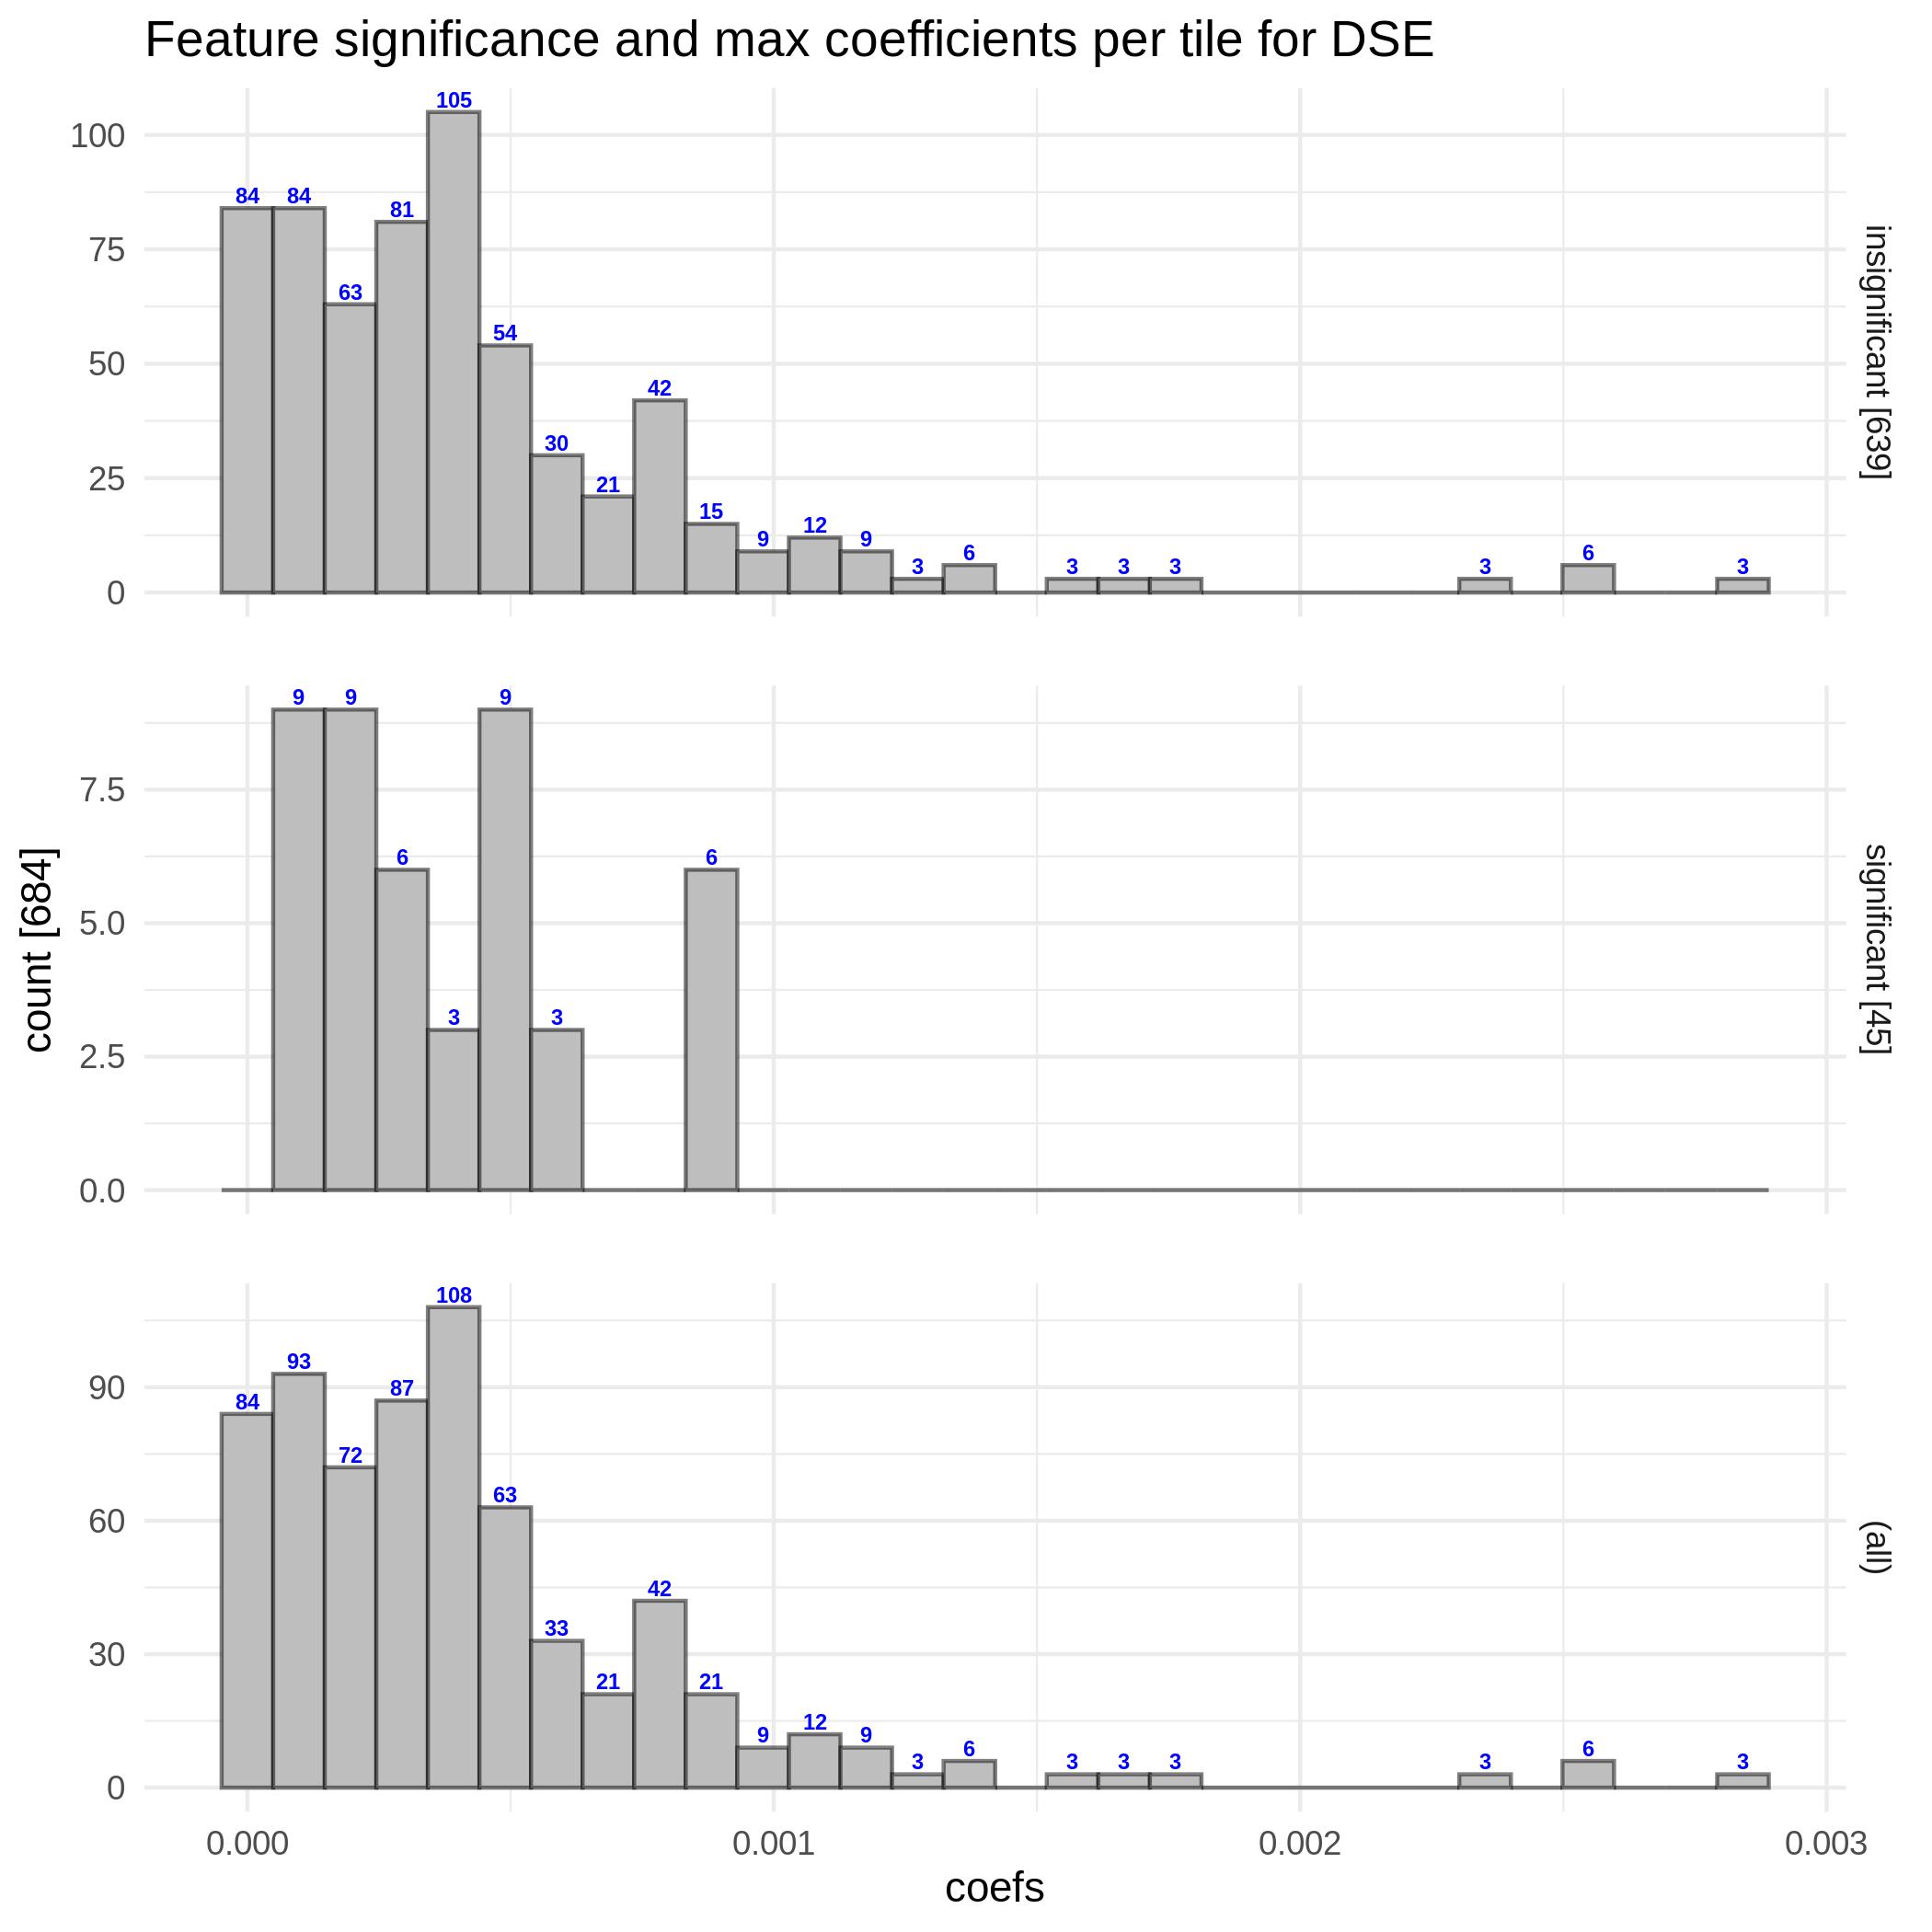 Feature significance and max coefficients per tile for DSE
105
100
84 84
81
75
63
54
50
42
30
25
21
15
9 12 9
3 6 3 3 3 3 6 3
0
insignificant [639]
9 9 9
7.5
6 6
5.0
3 3
2.5
0.0
count [684]
significant [45]
108
93
90
84 87
72
63
60
42
33
30
21 21
9 12 9
3 6 3 3 3 3 6 3
0
(all)
0.000 0.001 0.002 0.003
coefs